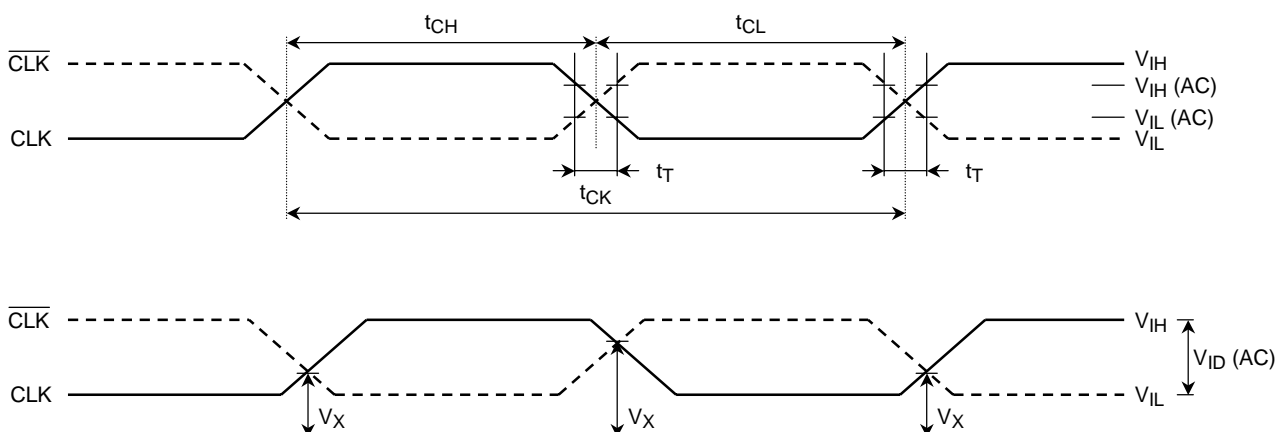 tCH
tCL
CLK
VIH
VIH (AC)
CLK
VIL (AC)
VIL
tT
tT
tCK
CLK
VIH
VID (AC)
CLK
VIL
VX
VX
VX